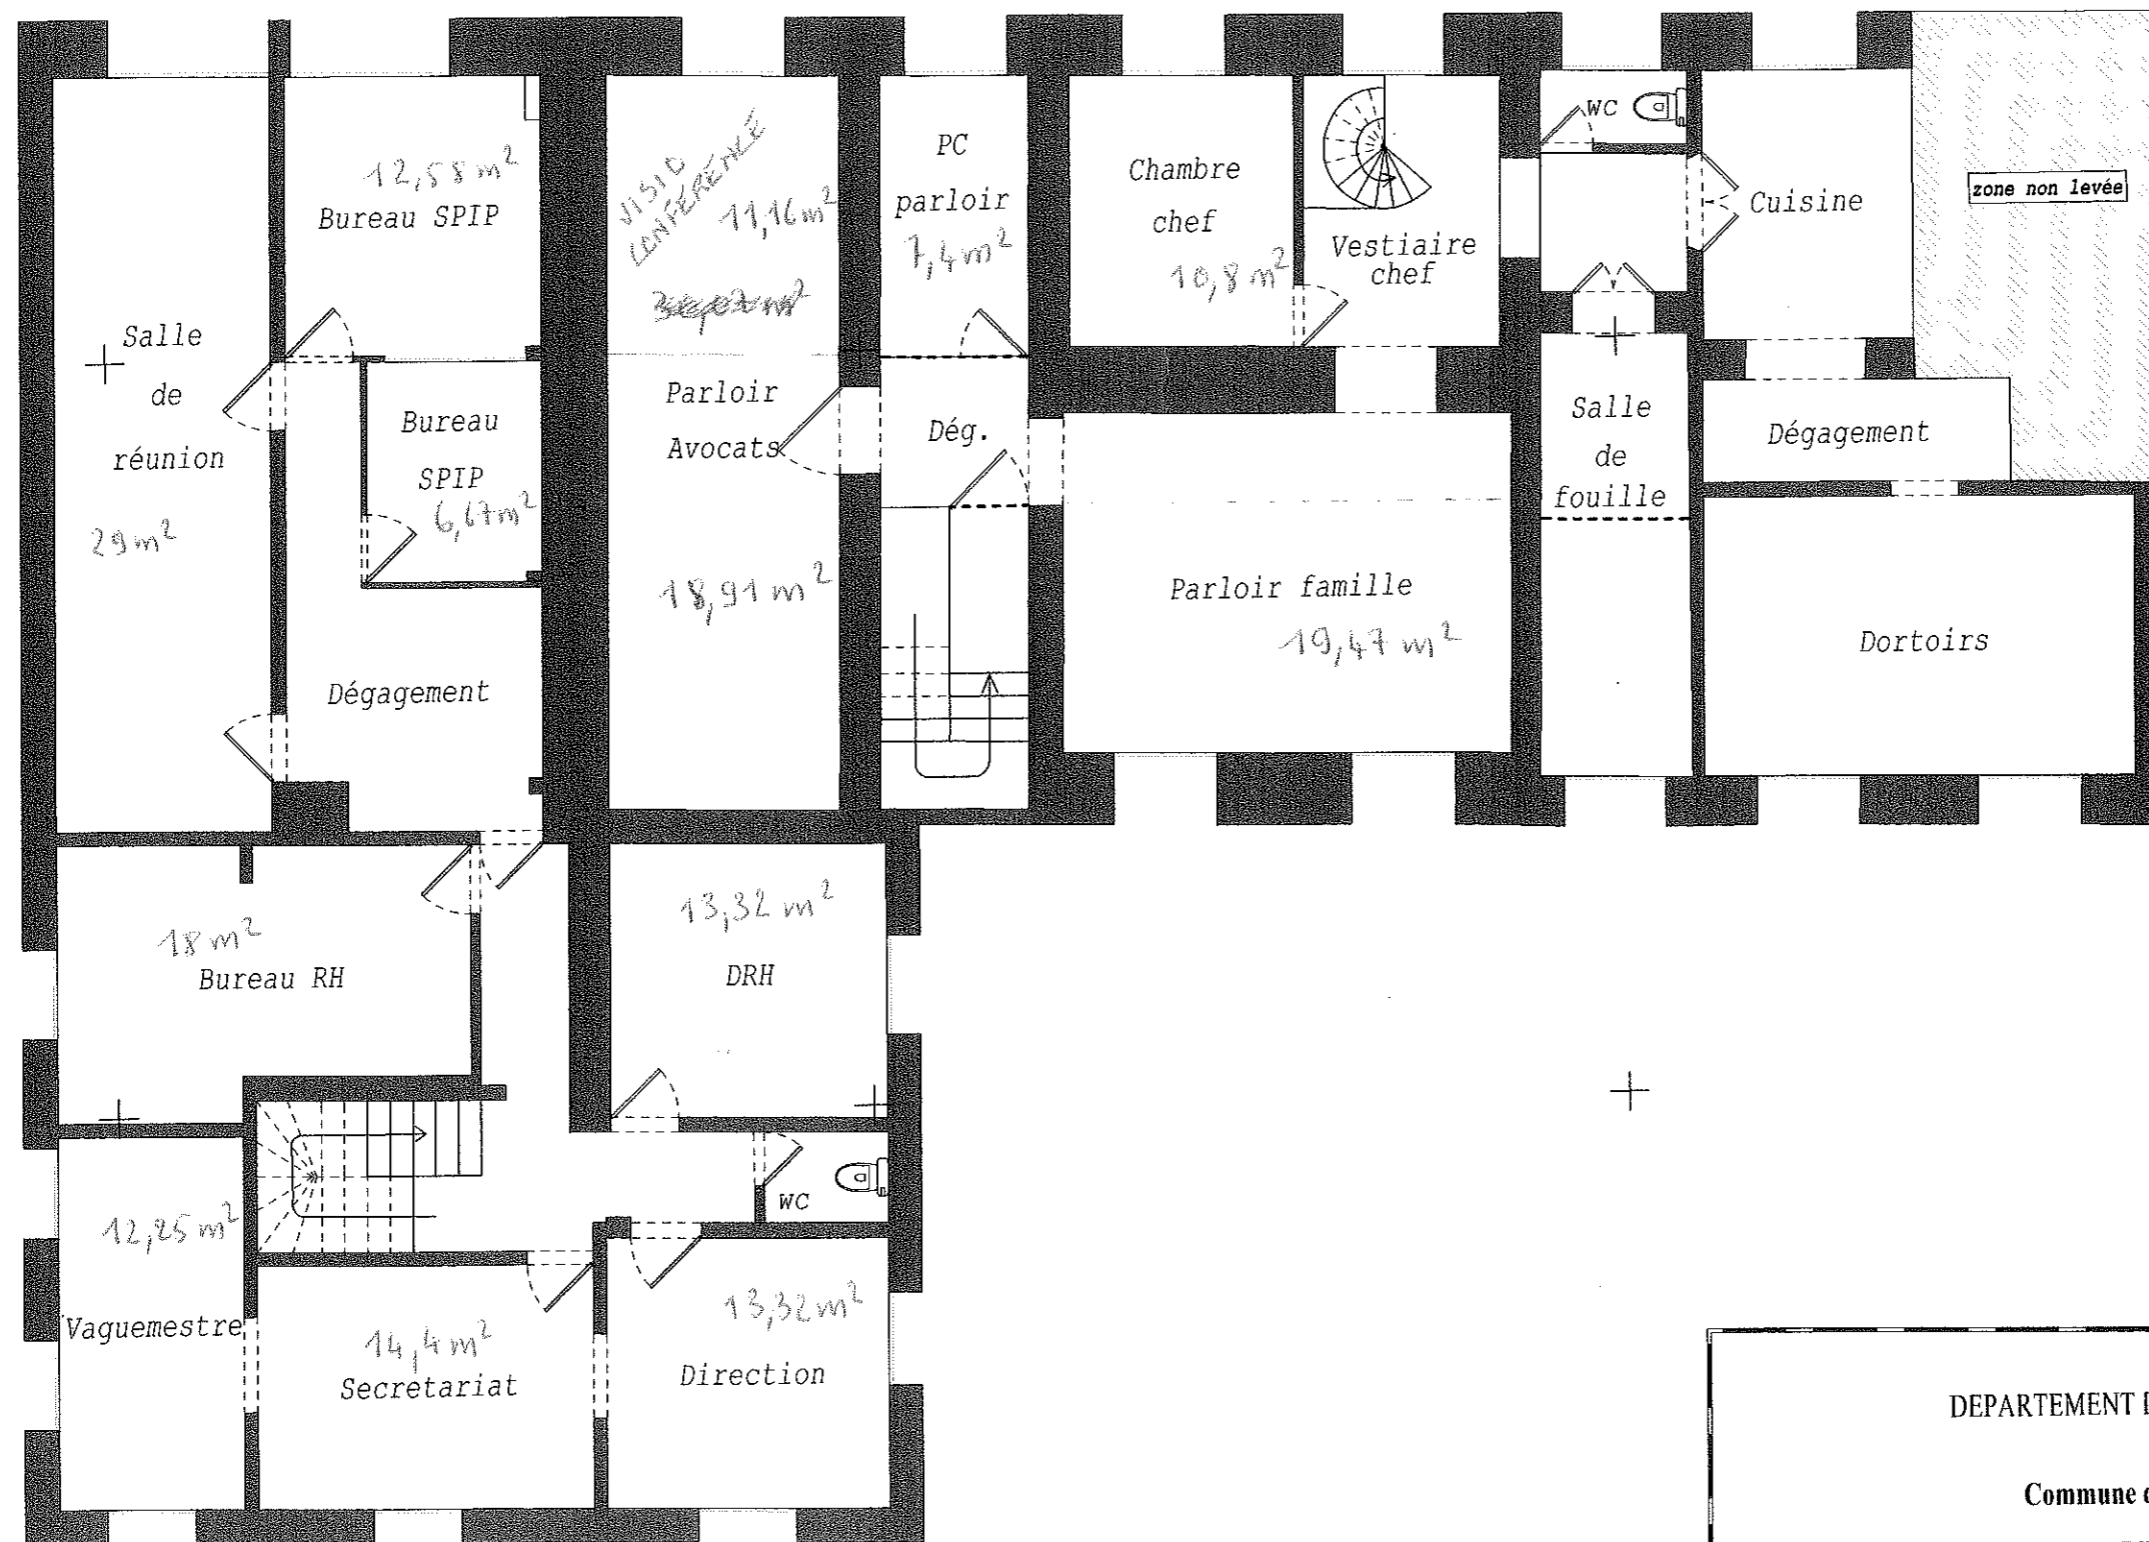 12,58 m²
Bureau SPIP
VISIO
CONFÉRENCE
11,16 m²
PC
parloir
7,4 m²
Chambre
chef
10,8 m²
Vestiaire
chef
WC
Cuisine
zone non levée
Salle
de
réunion
29 m²
Bureau
SPIP
6,67 m²
Parloir
Avocats
18,91 m²
Dég.
Parloir famille
19,47 m²
Salle
de
fouille
Dégagement
Dortoirs
Dégagement
18 m²
Bureau RH
13,32 m²
DRH
WC
12,25 m²
Vaguemestre
14,4 m²
Secretariat
13,32 m²
Direction
DEPARTEMENT
Commune